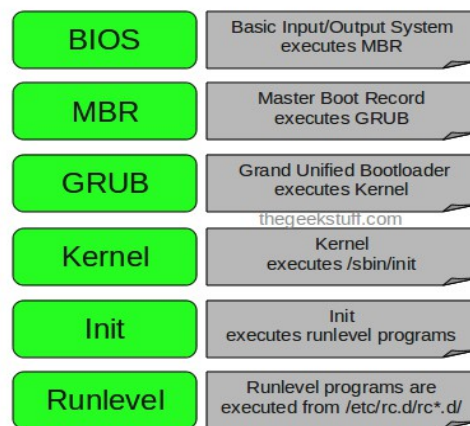 BIOS
Basic Input/Output System
executes MBR
MBR
Master Boot Record
executes GRUB
GRUB
Grand Unified Bootloader
executes Kernel
thegeekstuff.com
Kernel
Kernel
executes /sbin/init
Init
Init
executes runlevel programs
Runlevel
Runlevel programs are
executed from /etc/rc.d/rc*.d/